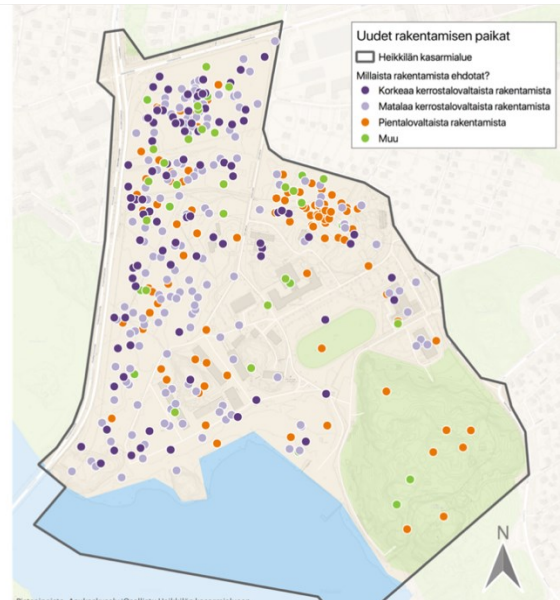 Uudet rakentamisen paikat
Heikkilän kasarmialue
Millaista rakentamista ehdotat?
Korkeaa kerrostalovaltaista rakentamista
Matalaa kerrostalovaltaista rakentamista
Pientalovaltaista rakentamista
Muu
N